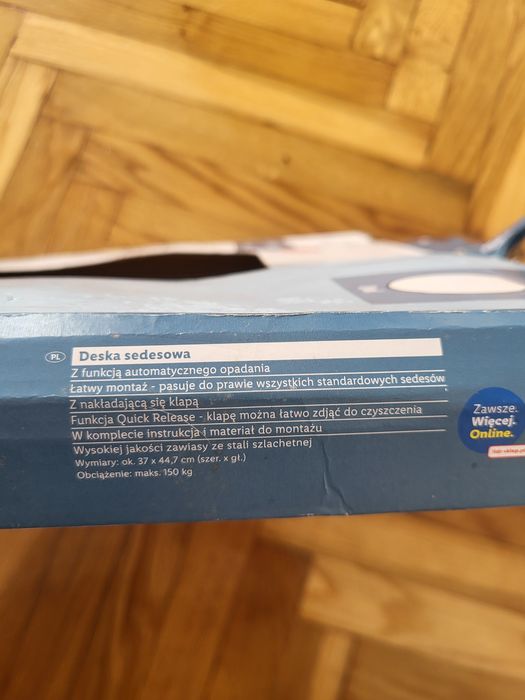 PL
Deska sedesowa
Z funkcją automatycznego opadania
Łatwy montaż - pasuje do prawie wszystkich standardowych sedesów
Z nakładającą się klapą
Funkcja Quick Release - klapę można łatwo zdjąć do czyszczenia
W komplecie instrukcja i materiał do montażu
Wysokiej jakości zawiasy ze stali szlachetnej
Wymiary: ok. 37 x 44,7 cm (szer. x gł.)
Obciążenie: maks. 150 kg
Zawsze.
Więcej.
Online.